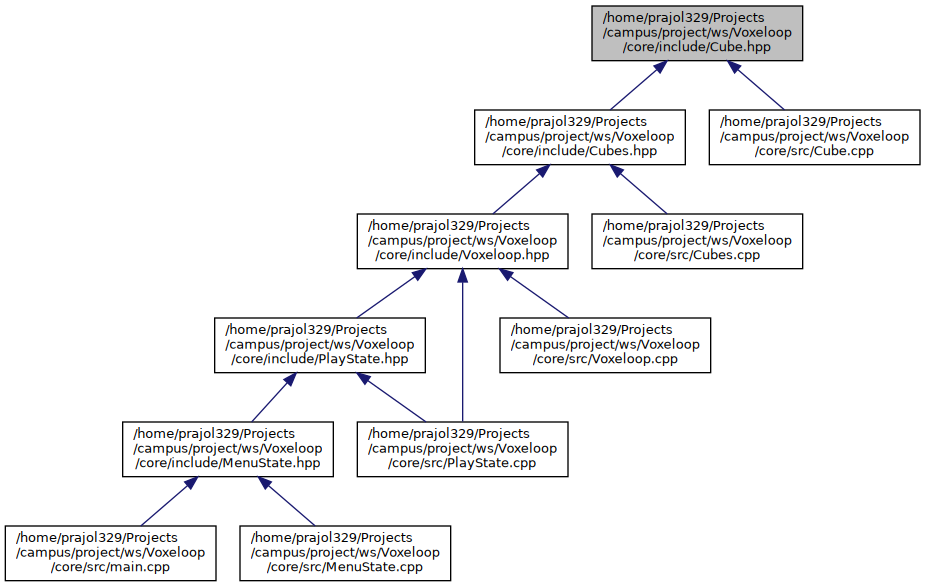 /home/prajol329/Projects
/campus/project/ws/Voxeloop
/core/include/Cube.hpp
/home/prajol329/Projects
/campus/project/ws/Voxeloop
/core/include/Cubes.hpp
/home/prajol329/Projects
/campus/project/ws/Voxeloop
/core/src/Cube.cpp
/home/prajol329/Projects
/campus/project/ws/Voxeloop
/core/include/Voxeloop.hpp
/home/prajol329/Projects
/campus/project/ws/Voxeloop
/core/src/Cubes.cpp
/home/prajol329/Projects
/campus/project/ws/Voxeloop
/core/include/PlayState.hpp
/home/prajol329/Projects
/campus/project/ws/Voxeloop
/core/src/Voxeloop.cpp
/home/prajol329/Projects
/campus/project/ws/Voxeloop
/core/include/MenuState.hpp
/home/prajol329/Projects
/campus/project/ws/Voxeloop
/core/src/PlayState.cpp
/home/prajol329/Projects
/campus/project/ws/Voxeloop
/core/src/main.cpp
/home/prajol329/Projects
/campus/project/ws/Voxeloop
/core/src/MenuState.cpp